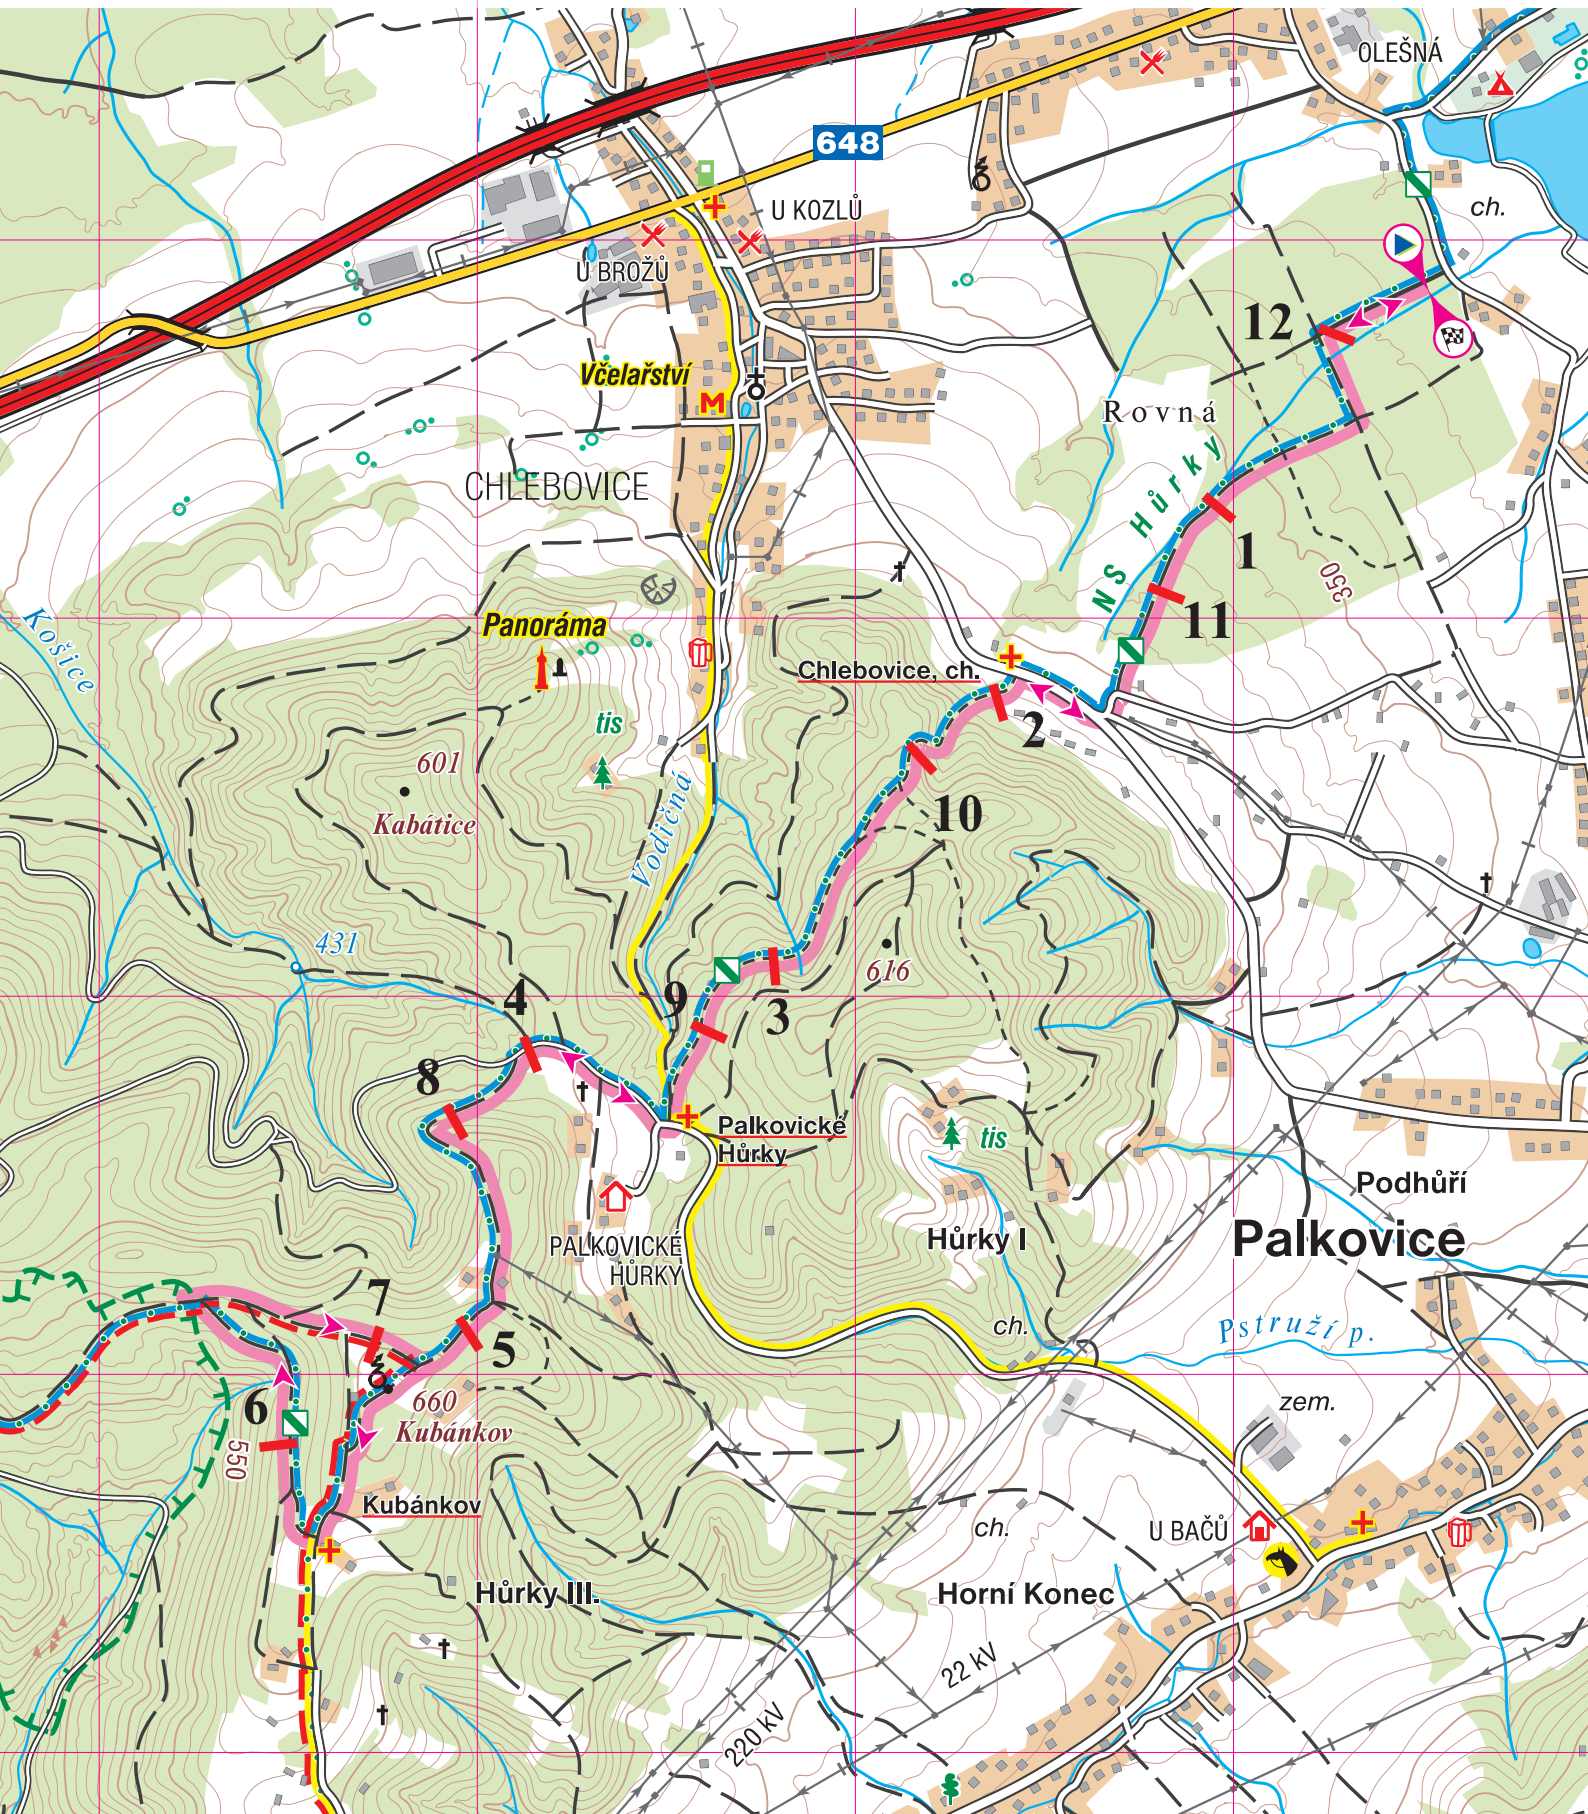 OLEŠNÁ
648
U KOZLŮ
ch.
U BROŽŮ
12
Včelařství
M
Rovná
CHLEBOVICE
NS Hůrky
1
350
11
Košice
Panoráma
Chlebovice, ch.
2
tis
601
Kabátice
Vodičná
10
431
616
4
9
3
8
Palkovické
Hůrky
tis
Podhůří
Palkovice
Hůrky I
PALKOVICKÉ
HŮRKY
7
5
ch.
Pstruží p.
6
660
Kubánkov
zem.
550
Kubánkov
ch.
U BAČŮ
Hůrky III.
Horní Konec
22 kV
220 kV